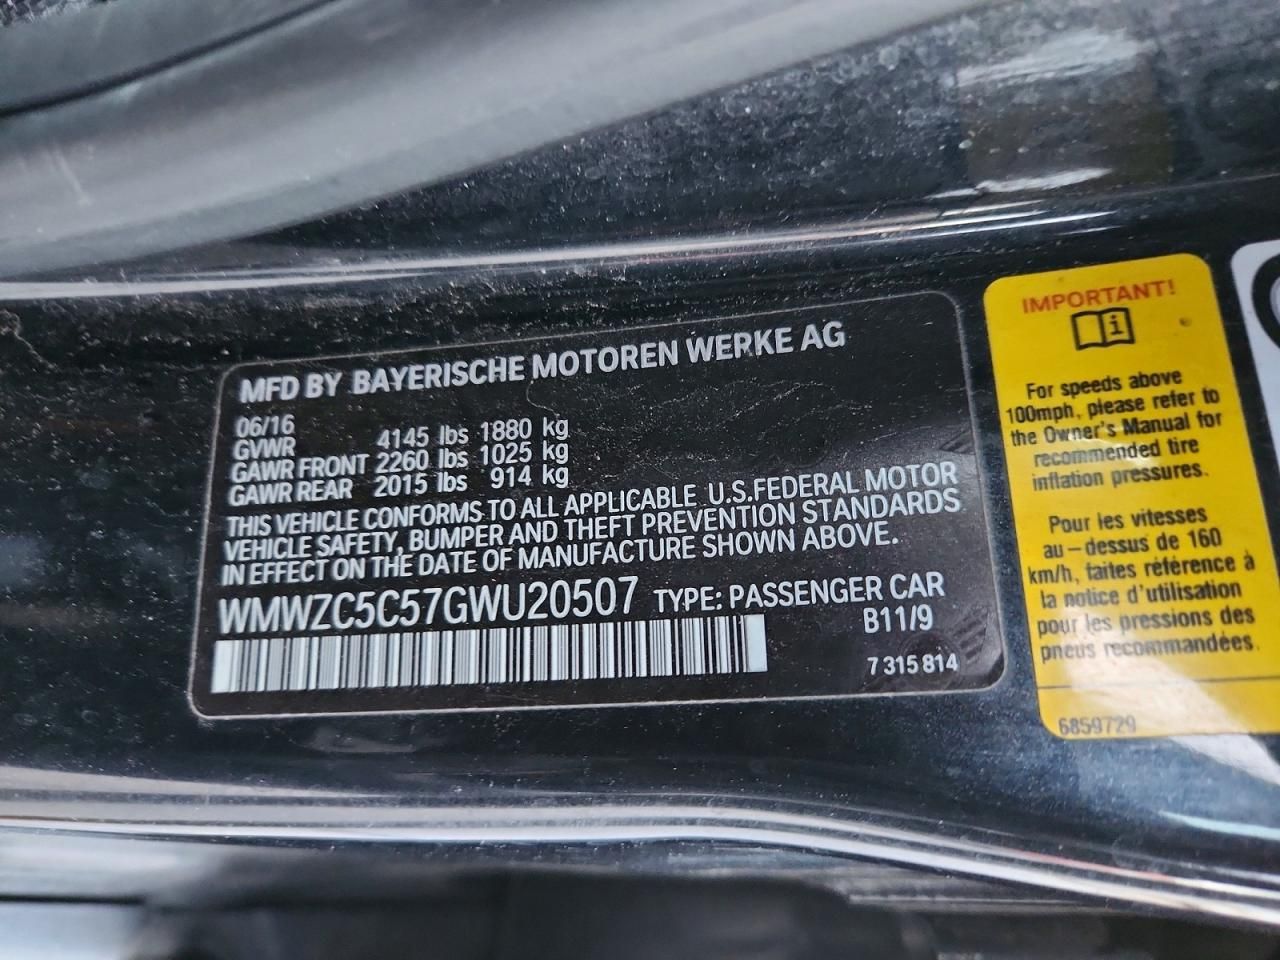 MFD BY BAYERISCHE MOTOREN WERKE AG
06/16
GVWR 4145 lbs 1880 kg
GAWR FRONT 2260 lbs 1025 kg
GAWR REAR 2015 lbs 914 kg
THIS VEHICLE CONFORMS TO ALL APPLICABLE U.S.FEDERAL MOTOR
VEHICLE SAFETY, BUMPER AND THEFT PREVENTION STANDARDS
IN EFFECT ON THE DATE OF MANUFACTURE SHOWN ABOVE.
WMWZC5C57GWU20507 TYPE: PASSENGER CAR
B11/9
7 315 814
IMPORTANT!
i
For speeds above
100mph, please refer to
the Owner's Manual for
recommended tire
inflation pressures.
Pour les vitesses
au-dessus de 160
km/h, faites référence à
la notice d'utilisation
pour les pressions des
pneus recommandées.
6859729